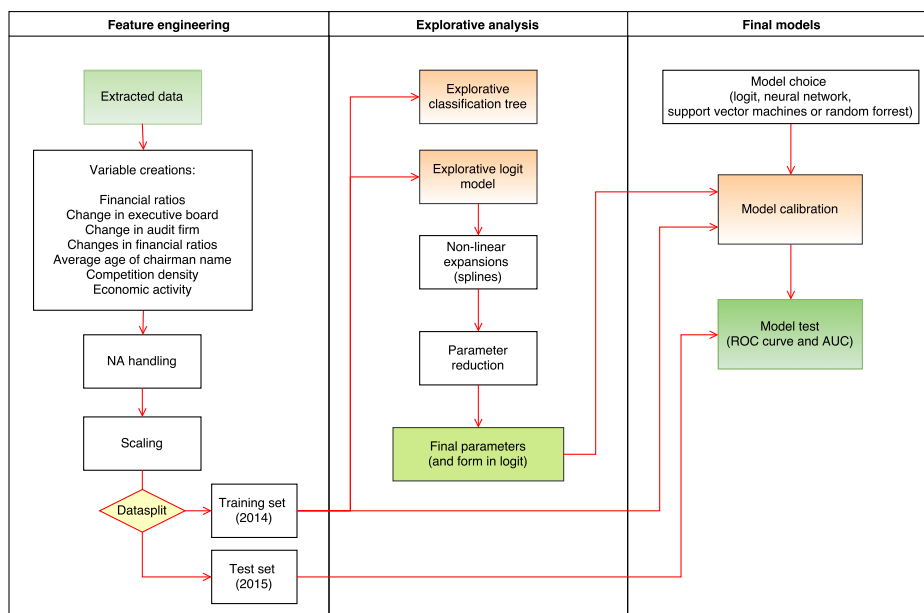 Feature engineering
Extracted data
Variable creations:
Financial ratios
Change in executive board
Change in audit firm
Changes in financial ratios
Average age of chairman name
Competition density
Economic activity
NA handling
Scaling
Datasplit
Training set
(2014)
Test set
(2015)
Explorative analysis
Explorative
classification tree
Explorative logit
model
Non-linear
expansions
(splines)
Parameter
reduction
Final parameters
(and form in logit)
Final models
Model choice
(logit, neural network,
support vector machines or random forrest)
Model calibration
Model test
(ROC curve and AUC)